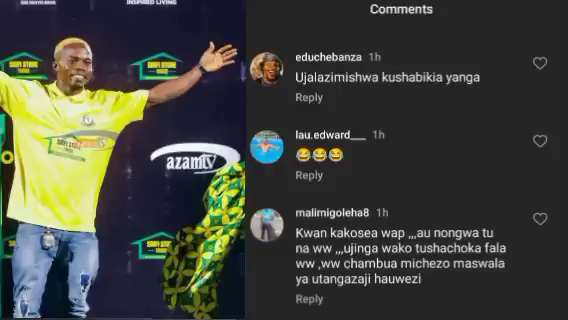 INSPIRED LIVING
azamtv
Comments
educhebanza 1h
Ujalazimishwa kushabikia yanga
Reply
lau.edward__ 1h
😂😂😂
Reply
malimigoleha8 1h
Kwan kakosea wap ,,,au nongwa tu
na ww ,,,ujinga wako tushachoka fala
ww ,ww chambua michezo maswala
ya utangazaji hauwezi
Reply